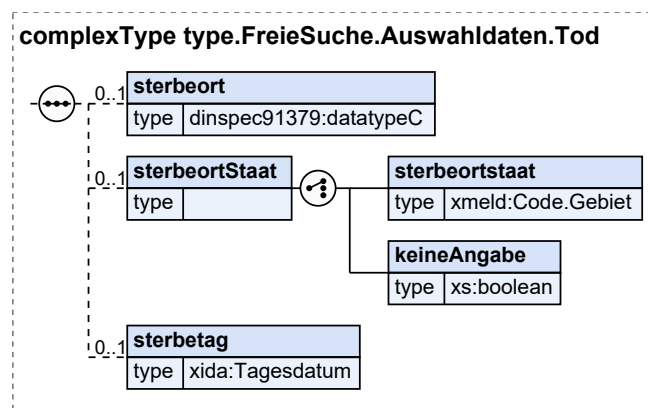 complexType type.FreieSuche.Auswahldaten.Tod
0..1 sterbeort
type dinspec91379:datatypeC
0..1 sterbeortStaat
type
sterbeortstaat
type xmeld:Code.Gebiet
keineAngabe
type xs:boolean
0..1 sterbetag
type xida:Tagesdatum